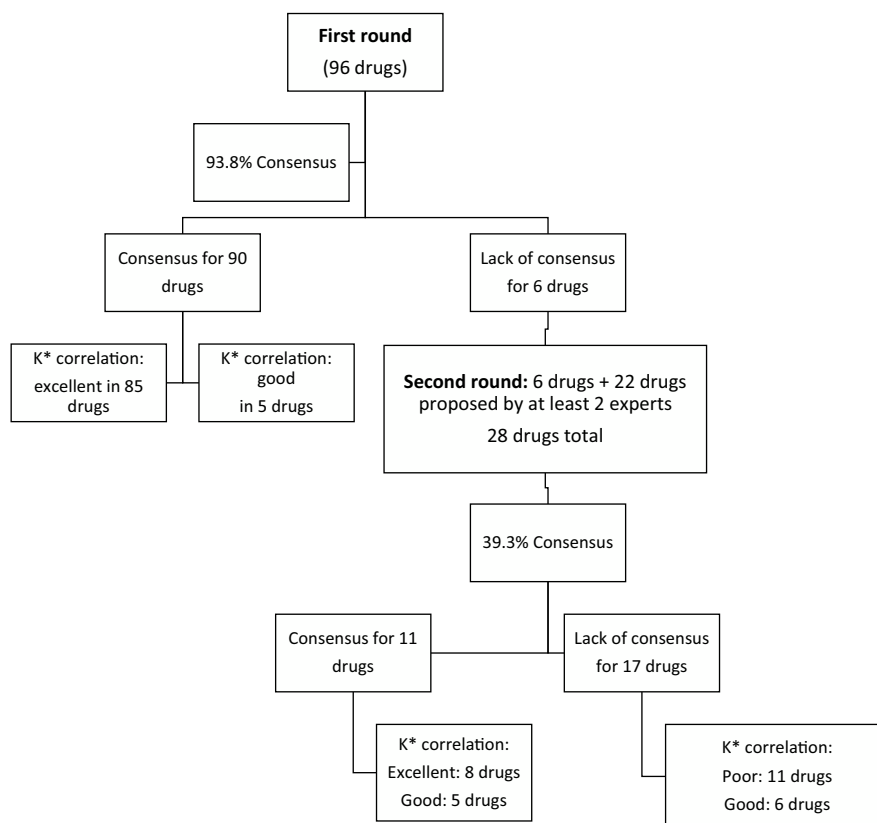 First round
(96 drugs)
93.8% Consensus
Consensus for 90
drugs
Lack of consensus
for 6 drugs
K* correlation:
excellent in 85
drugs
K* correlation:
good
in 5 drugs
Second round: 6 drugs + 22 drugs
proposed by at least 2 experts
28 drugs total
39.3% Consensus
Consensus for 11
drugs
Lack of consensus
for 17 drugs
K* correlation:
Excellent: 8 drugs
Good: 5 drugs
K* correlation:
Poor: 11 drugs
Good: 6 drugs